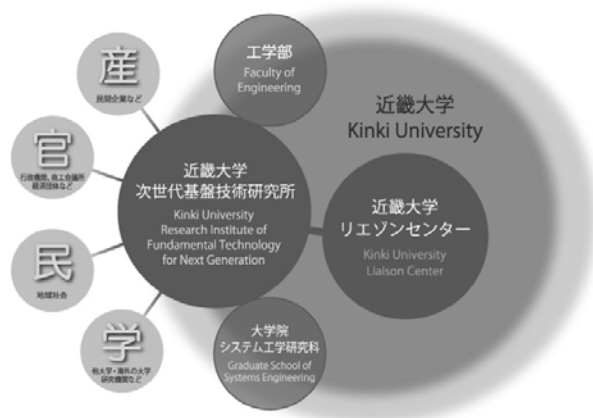 産
民間企業など
官
行政機関、商工会議所
経済団体など
民
地域社会
学
他大学・海外の大学
研究機関など
工学部
Faculty of
Engineering
近畿大学
次世代基盤技術研究所
Kinki University
Research Institute of
Fundamental Technology
for Next Generation
大学院
システム工学研究科
Graduate School of
Systems Engineering
近畿大学
Kinki University
近畿大学
リエゾンセンター
Kinki University
Liaison Center